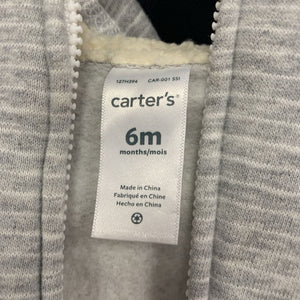 127H394 CAR-001 SSI
carter's®
6m
months/mois
Made in China
Fabriqué en Chine
Hecho en China